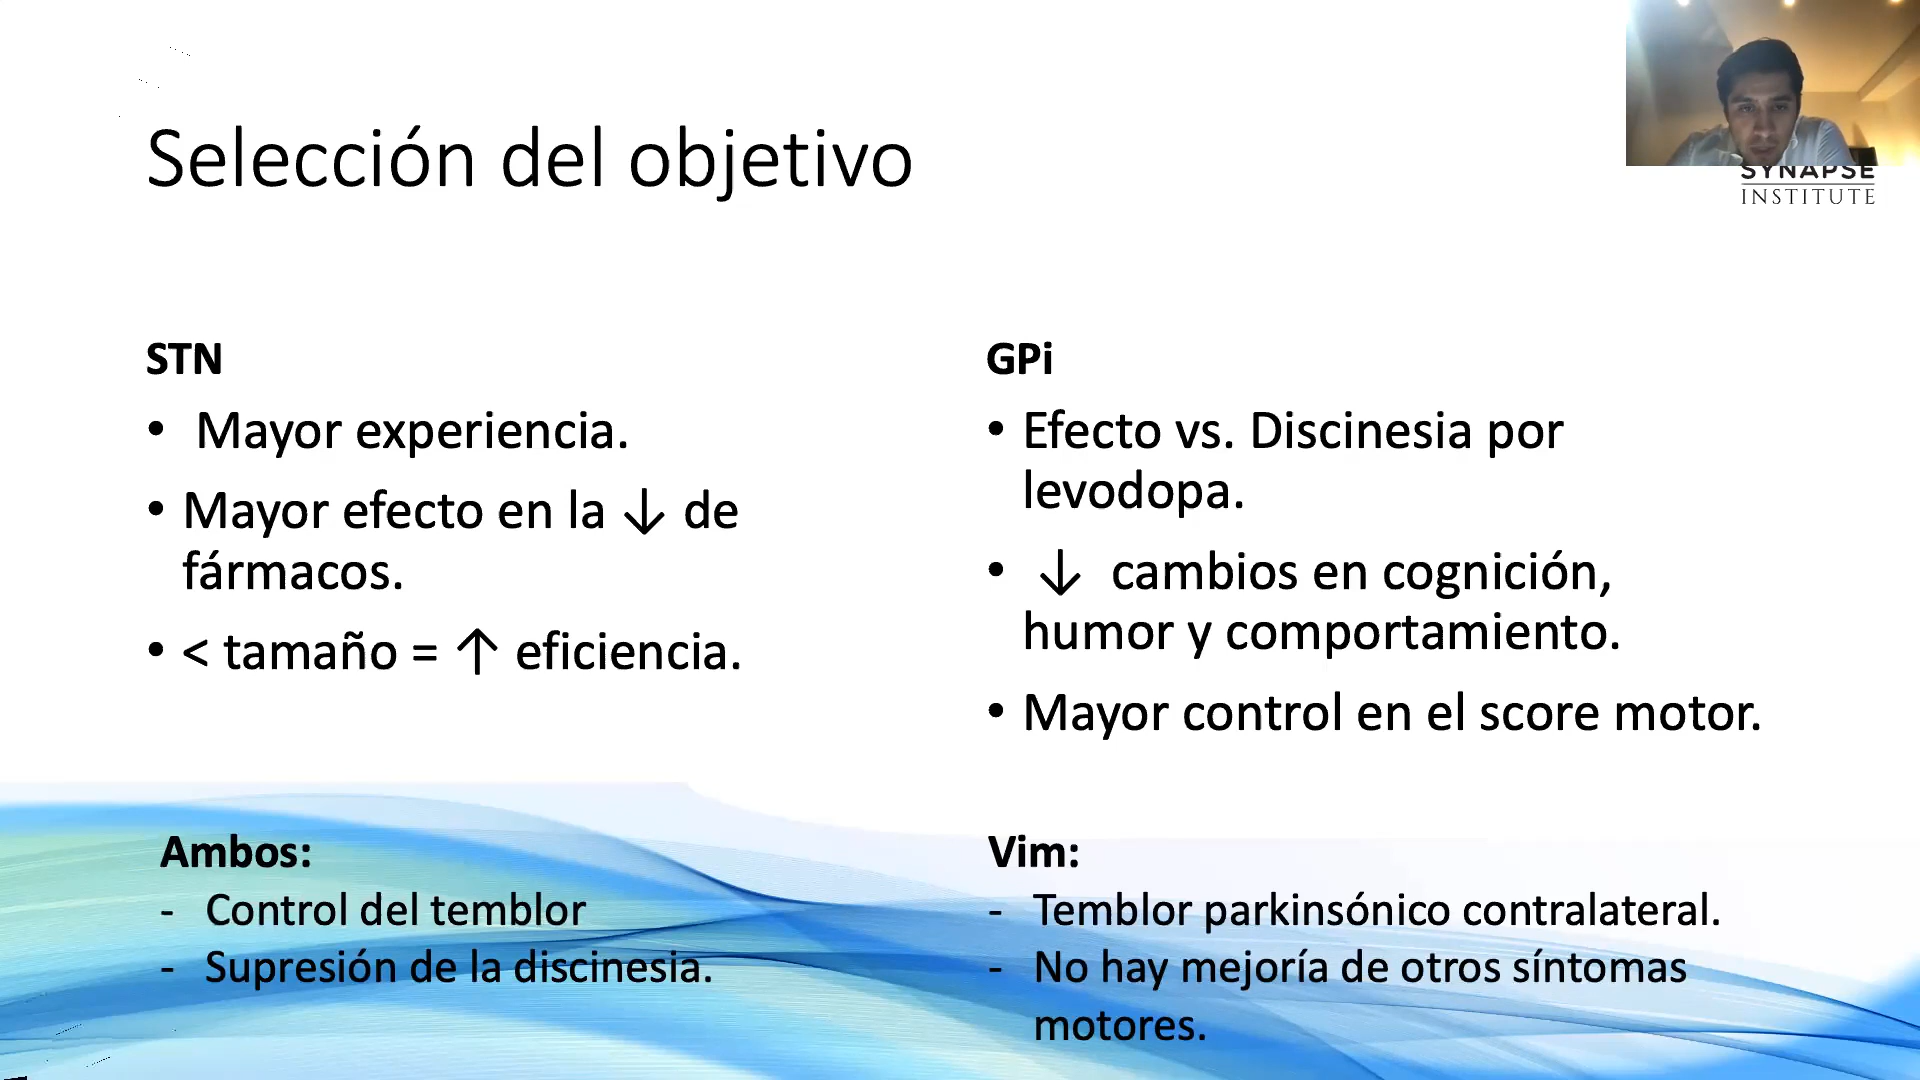 Selección del objetivo
SYNAPSE
INSTITUTE
STN
• Mayor experiencia.
• Mayor efecto en la ↓ de
fármacos.
• < tamaño = ↑ eficiencia.
GPi
• Efecto vs. Discinesia por
levodopa.
• ↓ cambios en cognición,
humor y comportamiento.
• Mayor control en el score motor.
Ambos:
- Control del temblor
- Supresión de la discinesia.
Vim:
- Temblor parkinsónico contralateral.
- No hay mejoría de otros síntomas
motores.